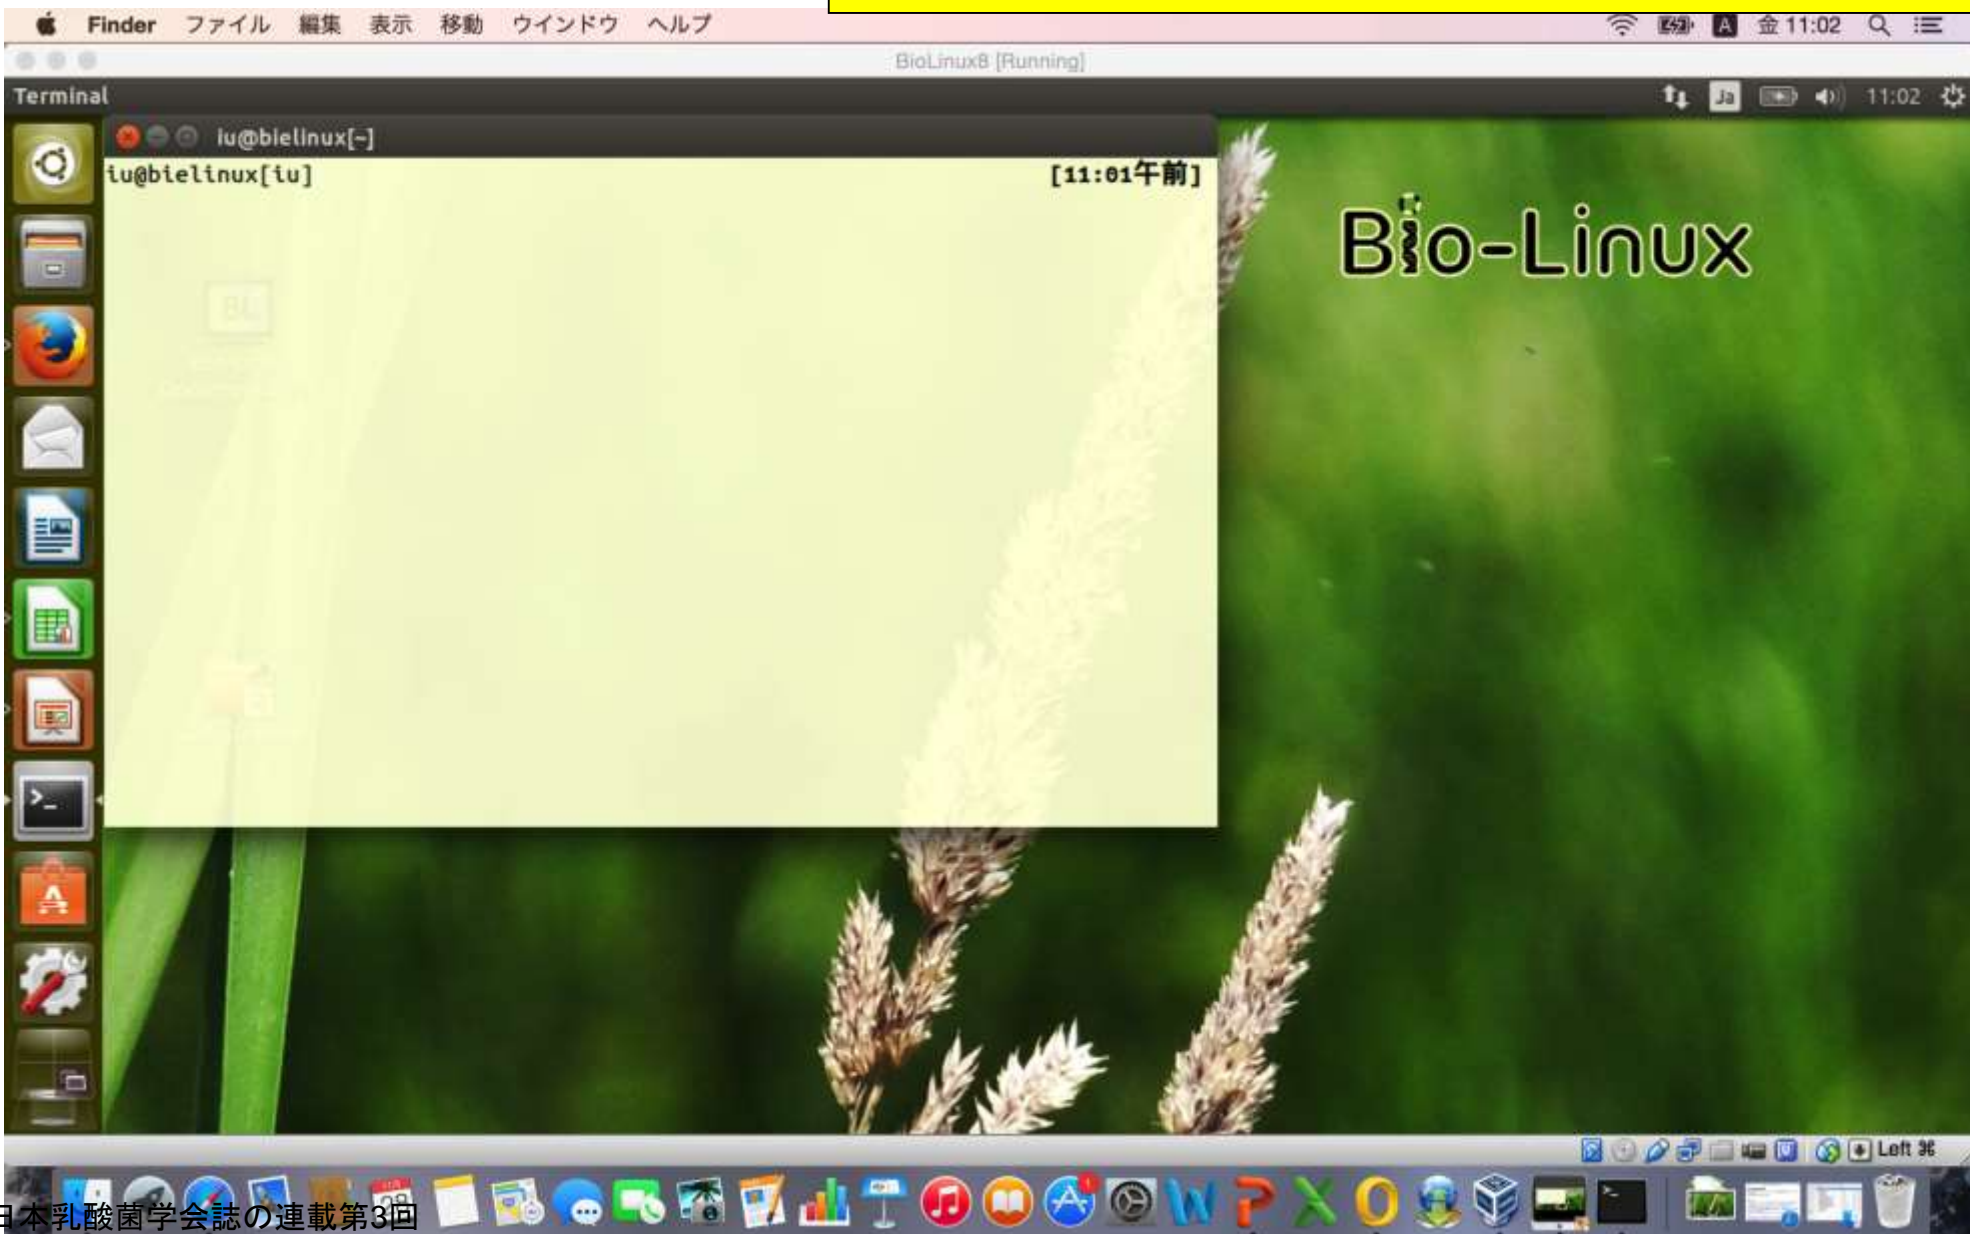 Finder ファイル 編集 表示 移動 ウインドウ ヘルプ A 金 11:02
BioLinux8 [Running]
Terminal Ja 11:02
iu@bielinux[~]
iu@bielinux[iu] [11:01午前]
Bio-Linux
Left ⌘
日本乳酸菌学会誌の連載第3回